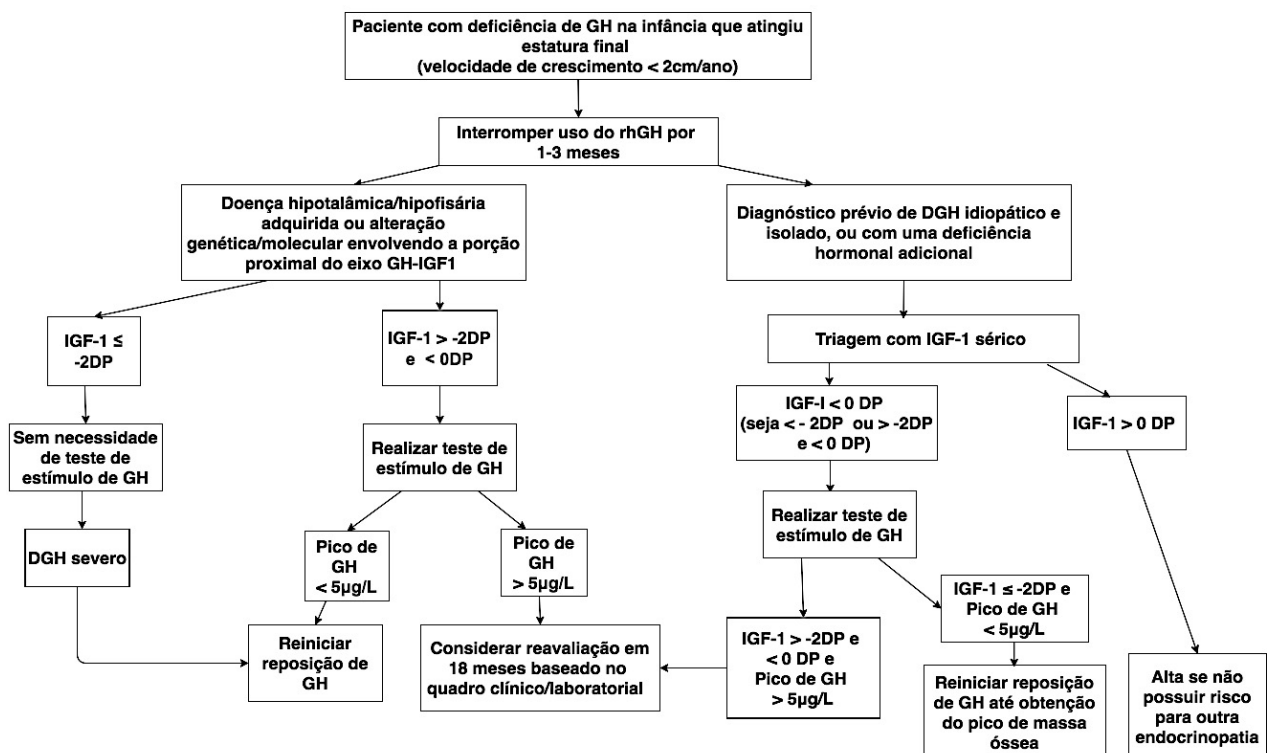 Paciente com deficiência de GH na infância que atingiu
estatura final
(velocidade de crescimento < 2cm/ano)
Interromper uso do rhGH por
1-3 meses
Doença hipotalâmica/hipofisária
adquirida ou alteração
genética/molecular envolvendo a porção
proximal do eixo GH-IGF1
Diagnóstico prévio de DGH idiopático e
isolado, ou com uma deficiência
hormonal adicional
IGF-1 ≤
-2DP
IGF-1 > -2DP
e < 0DP
Triagem com IGF-1 sérico
Sem necessidade
de teste de
estímulo de GH
Realizar teste de
estímulo de GH
IGF-I < 0 DP
(seja < - 2DP ou > -2DP
e < 0 DP)
IGF-1 > 0 DP
DGH severo
Pico de
GH
< 5µg/L
Pico de
GH
> 5µg/L
Realizar teste de
estímulo de GH
Reiniciar
reposição de
GH
Considerar reavaliação em
18 meses baseado no
quadro clínico/laboratorial
IGF-1 > -2DP e
< 0 DP e
Pico de GH
> 5µg/L
IGF-1 ≤ -2DP e
Pico de GH
< 5µg/L
Reiniciar reposição
de GH até obtenção
do pico de massa
óssea
Alta se não
possuir risco
para outra
endocrinopatia